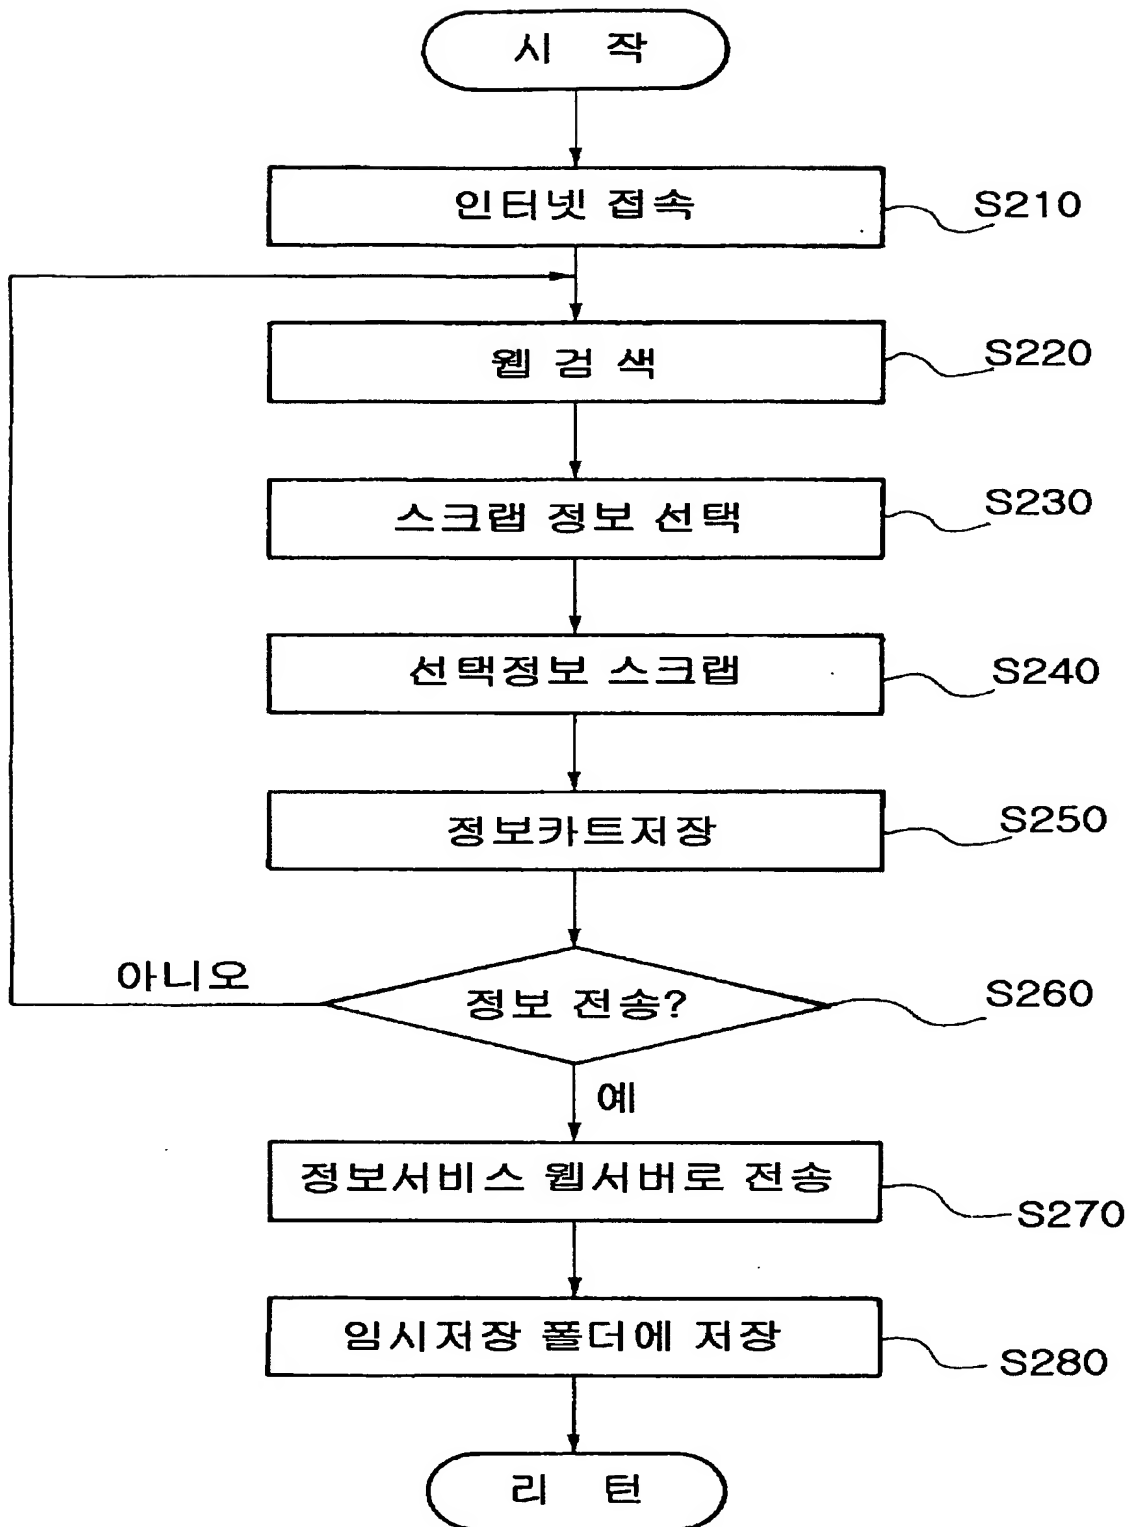 시 작
인터넷 접속
S210
웹 검 색
S220
스크랩 정보 선택
S230
선택정보 스크랩
S240
정보카트저장
S250
아니오
정보 전송?
S260
예
정보서비스 웹서버로 전송
S270
임시저장 폴더에 저장
S280
리 턴